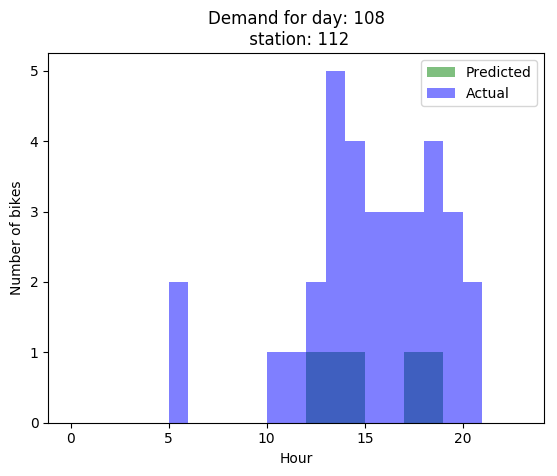 Demand for day: 108
station: 112
Predicted
Actual
Number of bikes
5
4
3
2
1
0
0
5
10
15
20
Hour